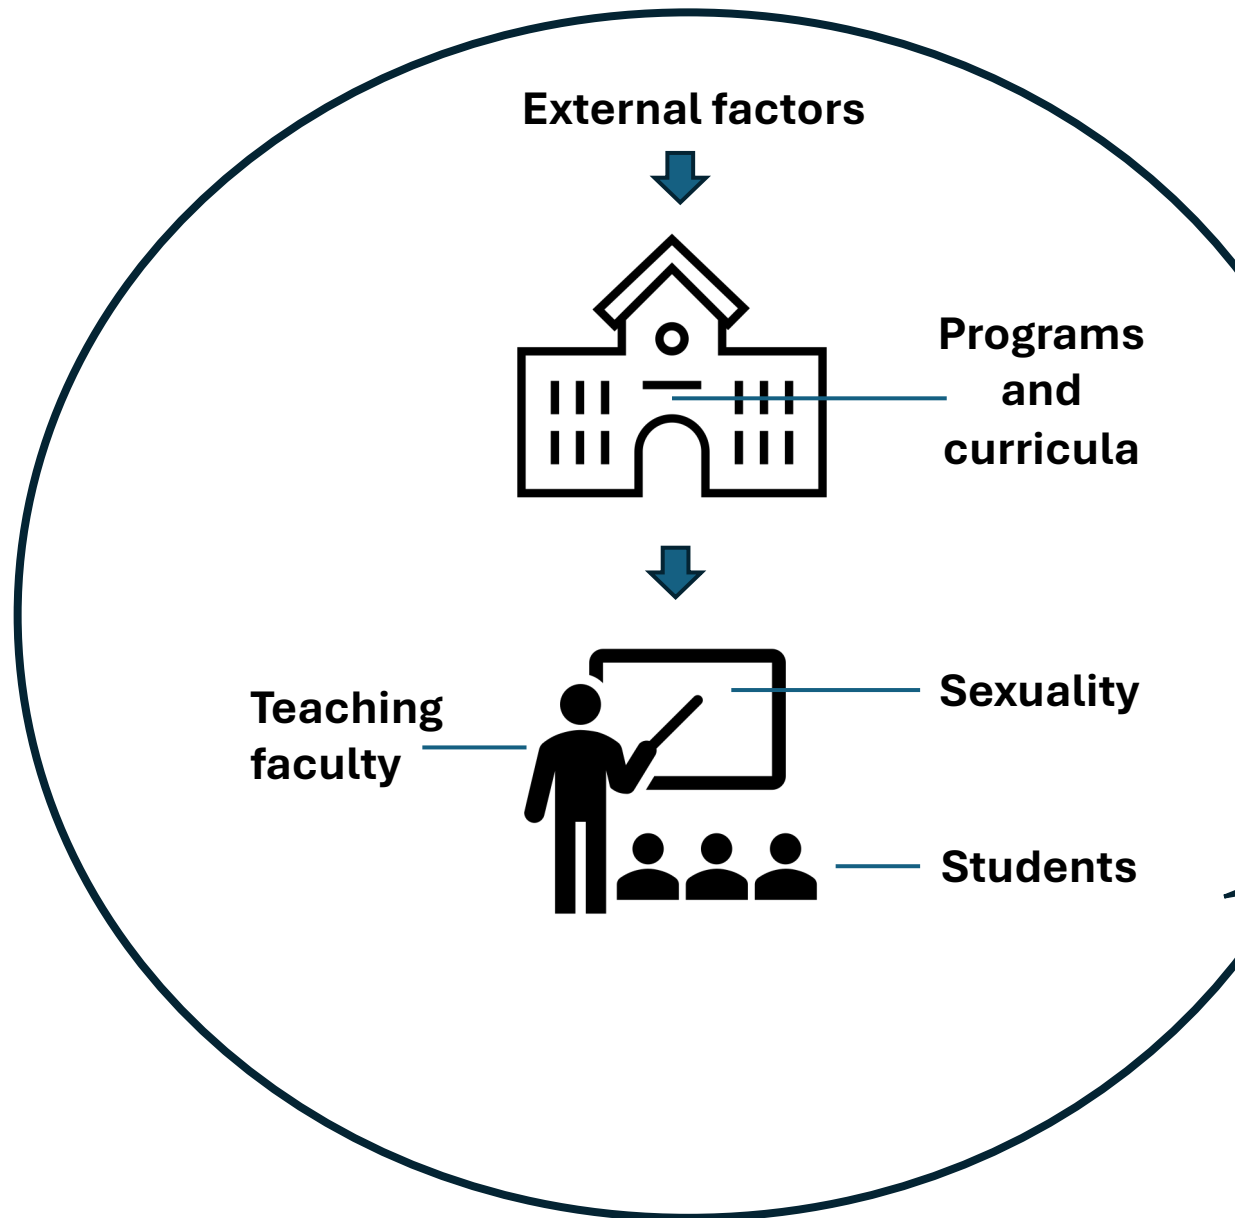 External factors
Programs
and
curricula
Teaching
faculty
Sexuality
Students